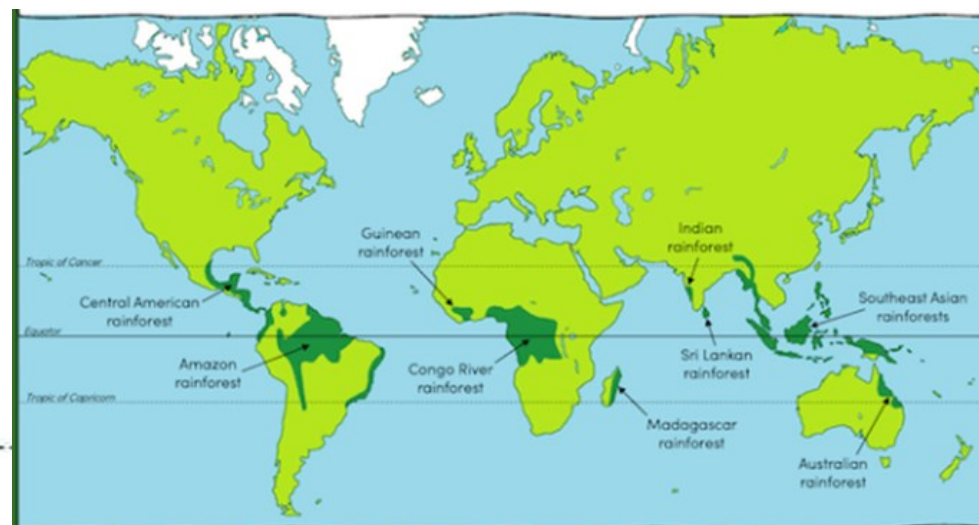 Guinean
rainforest
Indian
rainforest
Tropic of Cancer
Central American
rainforest
Southeast Asian
rainforests
Equator
Amazon
rainforest
Congo River
rainforest
Sri Lankan
rainforest
Tropic of Capricorn
Madagascar
rainforest
Australian
rainforest